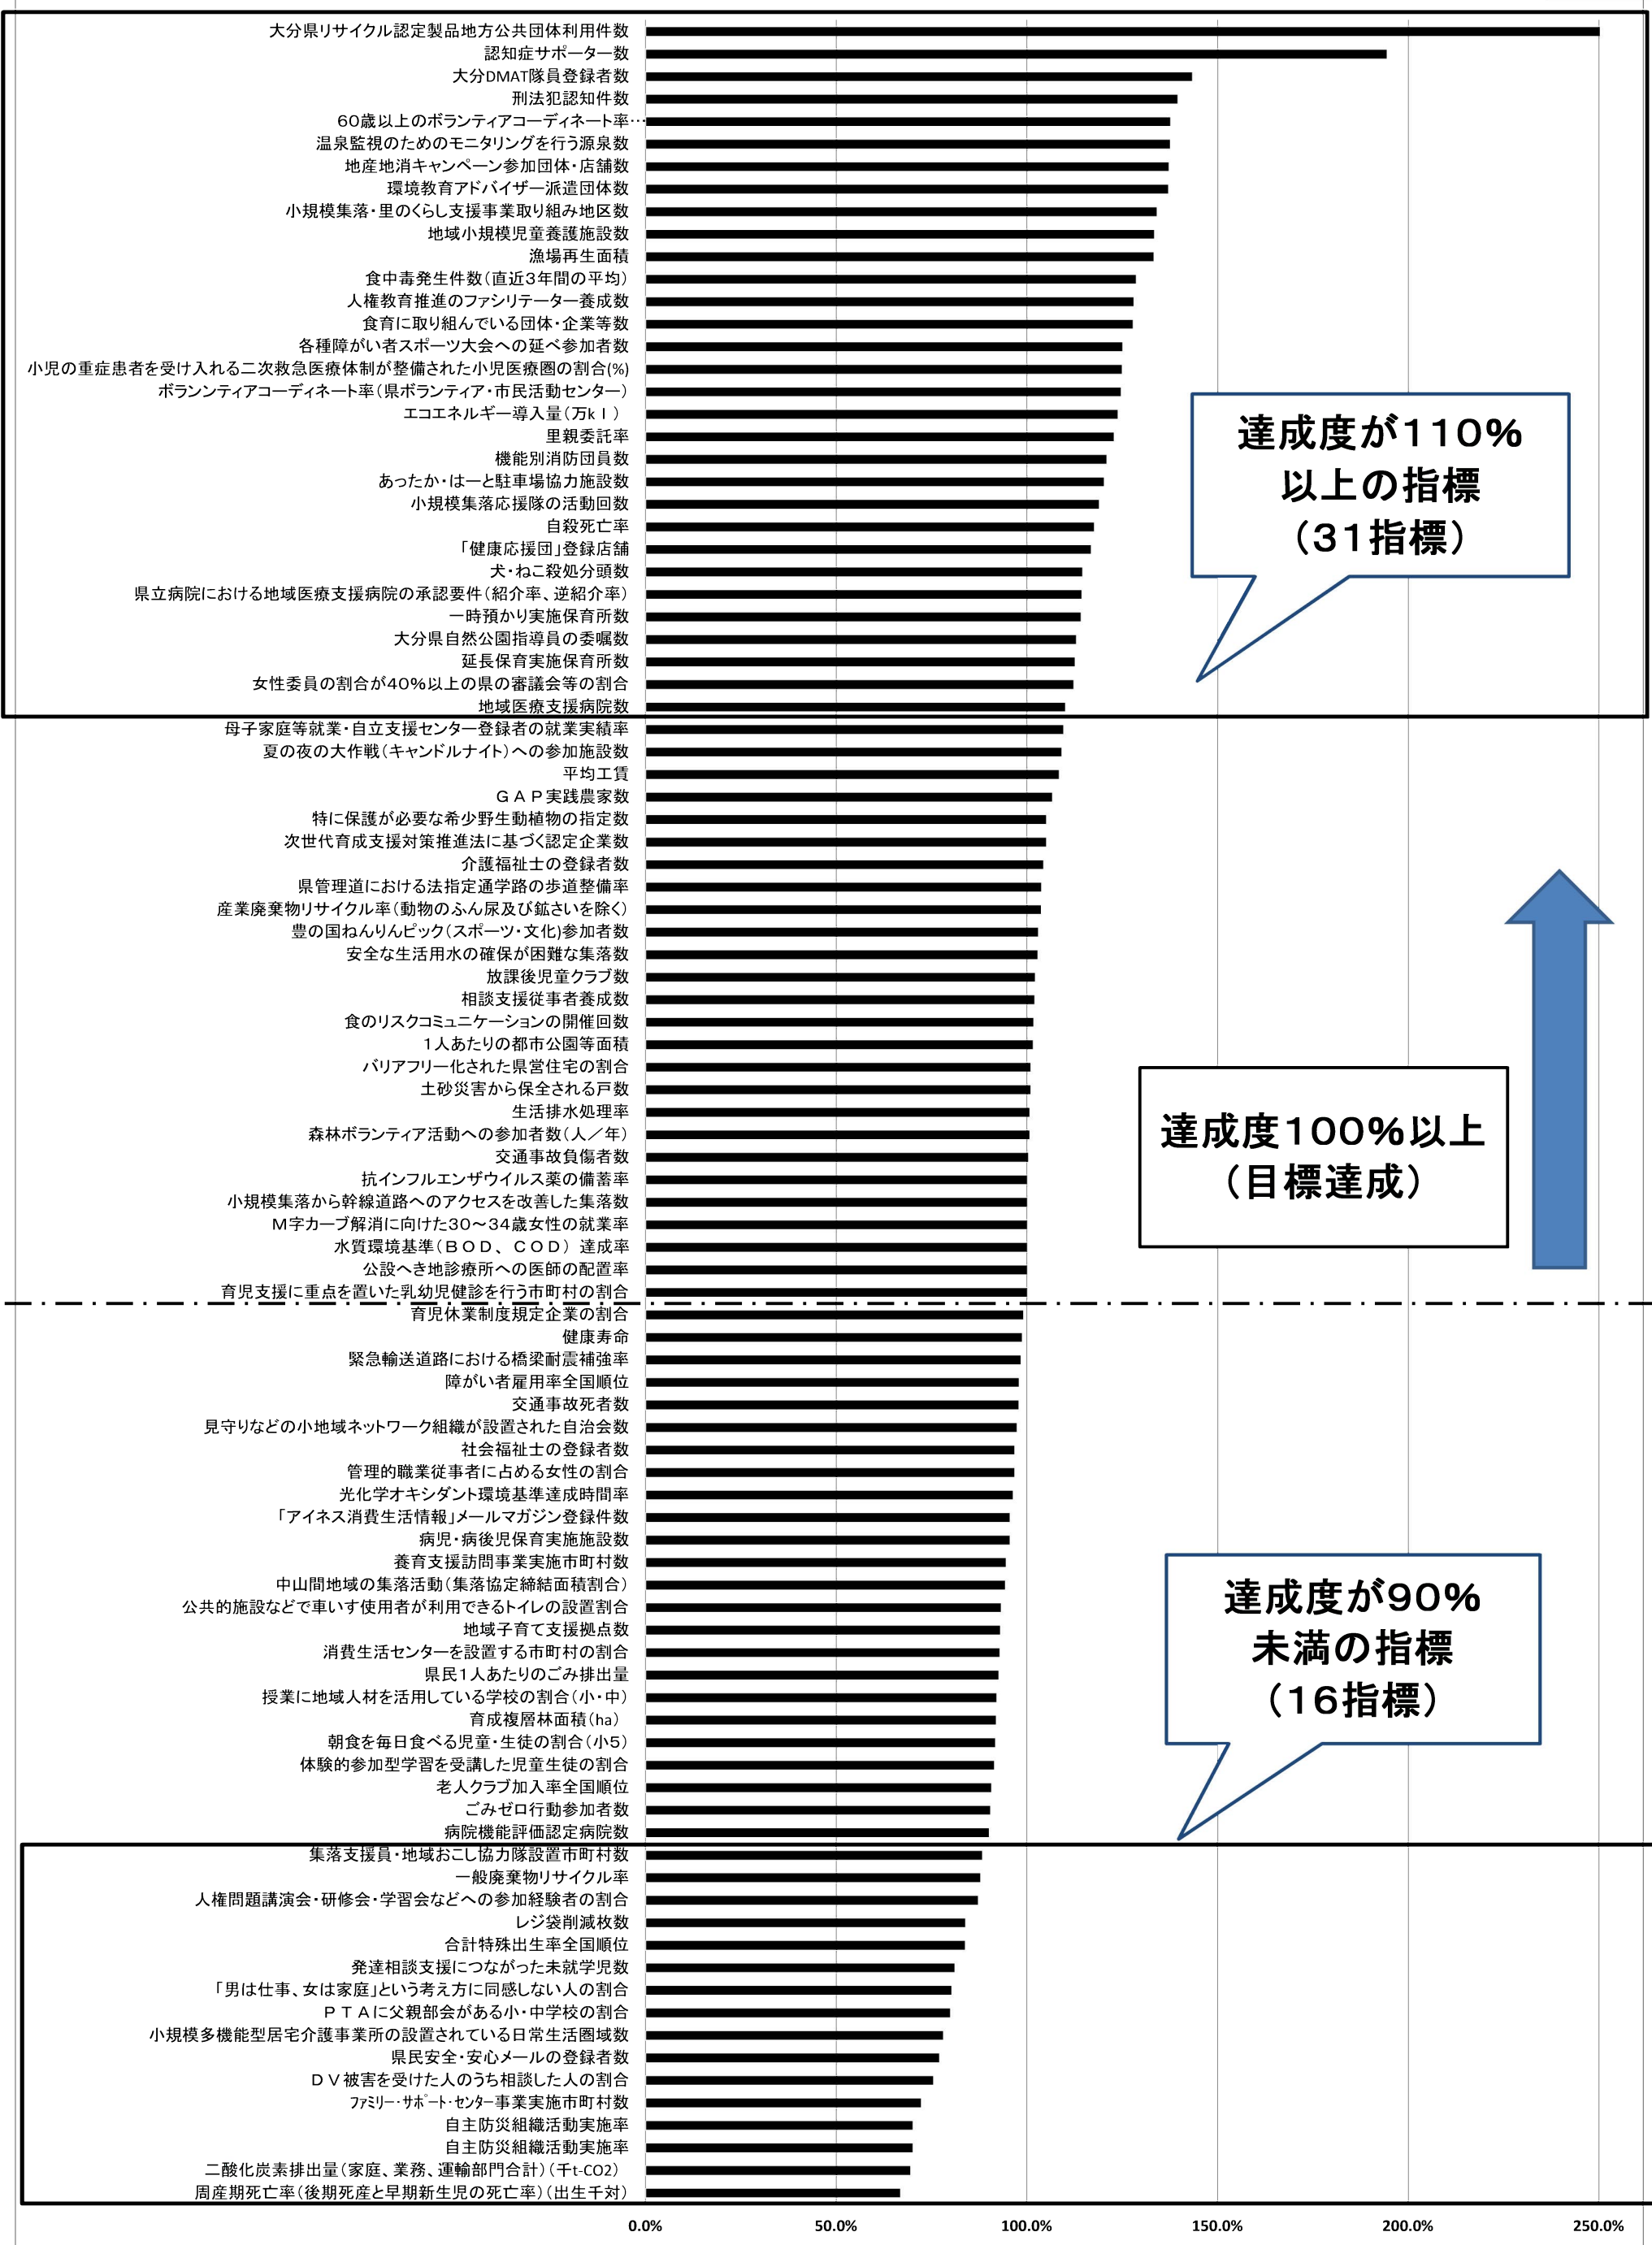 大分県リサイクル認定製品地方公共団体利用件数
認知症サポーター数
大分DMAT隊員登録者数
刑法犯認知件数
60歳以上のボランティアコーディネート率…
温泉監視のためのモニタリングを行う源泉数
地産地消キャンペーン参加団体・店舗数
環境教育アドバイザー派遣団体数
小規模集落・里のくらし支援事業取り組み地区数
地域小規模児童養護施設数
漁場再生面積
食中毒発生件数（直近3年間の平均）
人権教育推進のファシリテーター養成数
食育に取り組んでいる団体・企業等数
各種障がい者スポーツ大会への延べ参加者数
小児の重症患者を受け入れる二次救急医療体制が整備された小児医療圏の割合(%)
ボランンティアコーディネート率（県ボランティア・市民活動センター）
エコエネルギー導入量（万ｋｌ）
里親委託率
機能別消防団員数
あったか・はーと駐車場協力施設数
小規模集落応援隊の活動回数
自殺死亡率
「健康応援団」登録店舗
犬・ねこ殺処分頭数
県立病院における地域医療支援病院の承認要件（紹介率、逆紹介率）
一時預かり実施保育所数
大分県自然公園指導員の委嘱数
延長保育実施保育所数
女性委員の割合が40%以上の県の審議会等の割合
地域医療支援病院数
達成度が110%
以上の指標
（31指標）
母子家庭等就業・自立支援センター登録者の就業実績率
夏の夜の大作戦（キャンドルナイト）への参加施設数
平均工賃
ＧＡＰ実践農家数
特に保護が必要な希少野生動植物の指定数
次世代育成支援対策推進法に基づく認定企業数
介護福祉士の登録者数
県管理道における法指定通学路の歩道整備率
産業廃棄物リサイクル率（動物のふん尿及び鉱さいを除く）
豊の国ねんりんピック（スポーツ・文化)参加者数
安全な生活用水の確保が困難な集落数
放課後児童クラブ数
相談支援従事者養成数
食のリスクコミュニケーションの開催回数
1人あたりの都市公園等面積
バリアフリー化された県営住宅の割合
土砂災害から保全される戸数
生活排水処理率
森林ボランティア活動への参加者数（人／年）
交通事故負傷者数
抗インフルエンザウイルス薬の備蓄率
小規模集落から幹線道路へのアクセスを改善した集落数
Ｍ字カーブ解消に向けた30～34歳女性の就業率
水質環境基準（ＢＯＤ、ＣＯＤ）達成率
公設へき地診療所への医師の配置率
育児支援に重点を置いた乳幼児健診を行う市町村の割合
達成度100%以上
（目標達成）
育児休業制度規定企業の割合
健康寿命
緊急輸送道路における橋梁耐震補強率
障がい者雇用率全国順位
交通事故死者数
見守りなどの小地域ネットワーク組織が設置された自治会数
社会福祉士の登録者数
管理的職業従事者に占める女性の割合
光化学オキシダント環境基準達成時間率
「アイネス消費生活情報」メールマガジン登録件数
病児・病後児保育実施施設数
養育支援訪問事業実施市町村数
中山間地域の集落活動（集落協定締結面積割合）
公共的施設などで車いす使用者が利用できるトイレの設置割合
地域子育て支援拠点数
消費生活センターを設置する市町村の割合
県民1人あたりのごみ排出量
授業に地域人材を活用している学校の割合（小・中）
育成複層林面積（ha）
朝食を毎日食べる児童・生徒の割合（小5）
体験的参加型学習を受講した児童生徒の割合
老人クラブ加入率全国順位
ごみゼロ行動参加者数
病院機能評価認定病院数
達成度が90%
未満の指標
（16指標）
集落支援員・地域おこし協力隊設置市町村数
一般廃棄物リサイクル率
人権問題講演会・研修会・学習会などへの参加経験者の割合
レジ袋削減枚数
合計特殊出生率全国順位
発達相談支援につながった未就学児数
「男は仕事、女は家庭」という考え方に同感しない人の割合
ＰＴＡに父親部会がある小・中学校の割合
小規模多機能型居宅介護事業所の設置されている日常生活圏域数
県民安全・安心メールの登録者数
ＤＶ被害を受けた人のうち相談した人の割合
ﾌｧﾐﾘｰ・ｻﾎﾟｰﾄ・ｾﾝﾀｰ事業実施市町村数
自主防災組織活動実施率
自主防災組織活動実施率
二酸化炭素排出量（家庭、業務、運輸部門合計）（千t-CO2）
周産期死亡率（後期死産と早期新生児の死亡率）（出生千対）
0.0% 50.0% 100.0% 150.0% 200.0% 250.0%